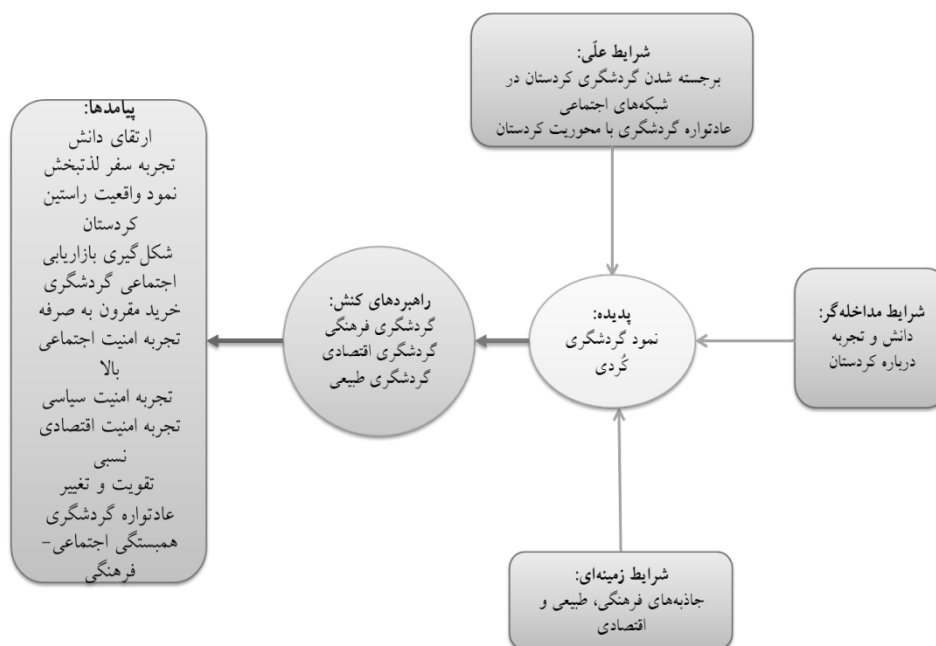 شرایط علّی:
برجسته شدن گردشگری کردستان در
شبکه‌های اجتماعی
عادتواره گردشگری با محوریت کردستان
شرایط مداخله‌گر:
دانش و تجربه
درباره کردستان
پدیده:
نمود گردشگری
کُردی
شرایط زمینه‌ای:
جاذبه‌های فرهنگی، طبیعی و
اقتصادی
راهبردهای کنش:
گردشگری فرهنگی
گردشگری اقتصادی
گردشگری طبیعی
پیامدها:
ارتقای دانش
تجربه سفر لذتبخش
نمود واقعیت راستین
کردستان
شکل‌گیری بازاریابی
اجتماعی گردشگری
خرید مقرون به صرفه
تجربه امنیت اجتماعی
بالا
تجربه امنیت سیاسی
تجربه امنیت اقتصادی
نسبی
تقویت و تغییر
عادتواره گردشگری
همبستگی اجتماعی-
فرهنگی